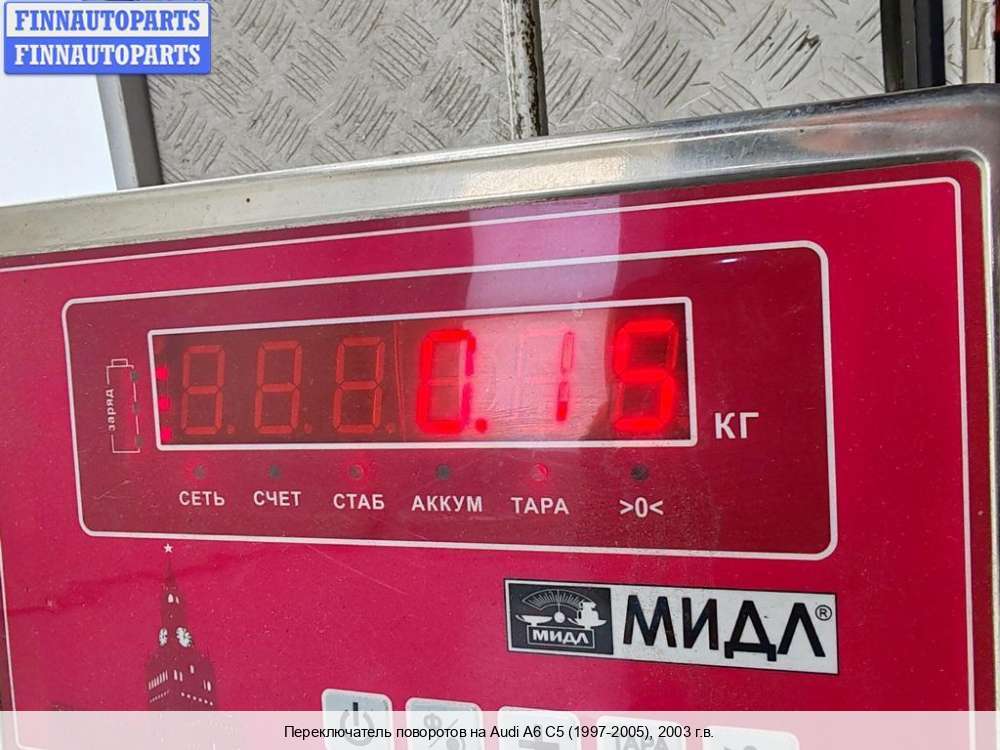 FINNAUTOPARTS
FINNAUTOPARTS
заряд
0.15
КГ
СЕТЬ СЧЕТ СТАБ АККУМ ТАРА >0<
МИДЛ МИДЛ®
ТАРА
Переключатель поворотов на Audi A6 C5 (1997-2005), 2003 г.в.